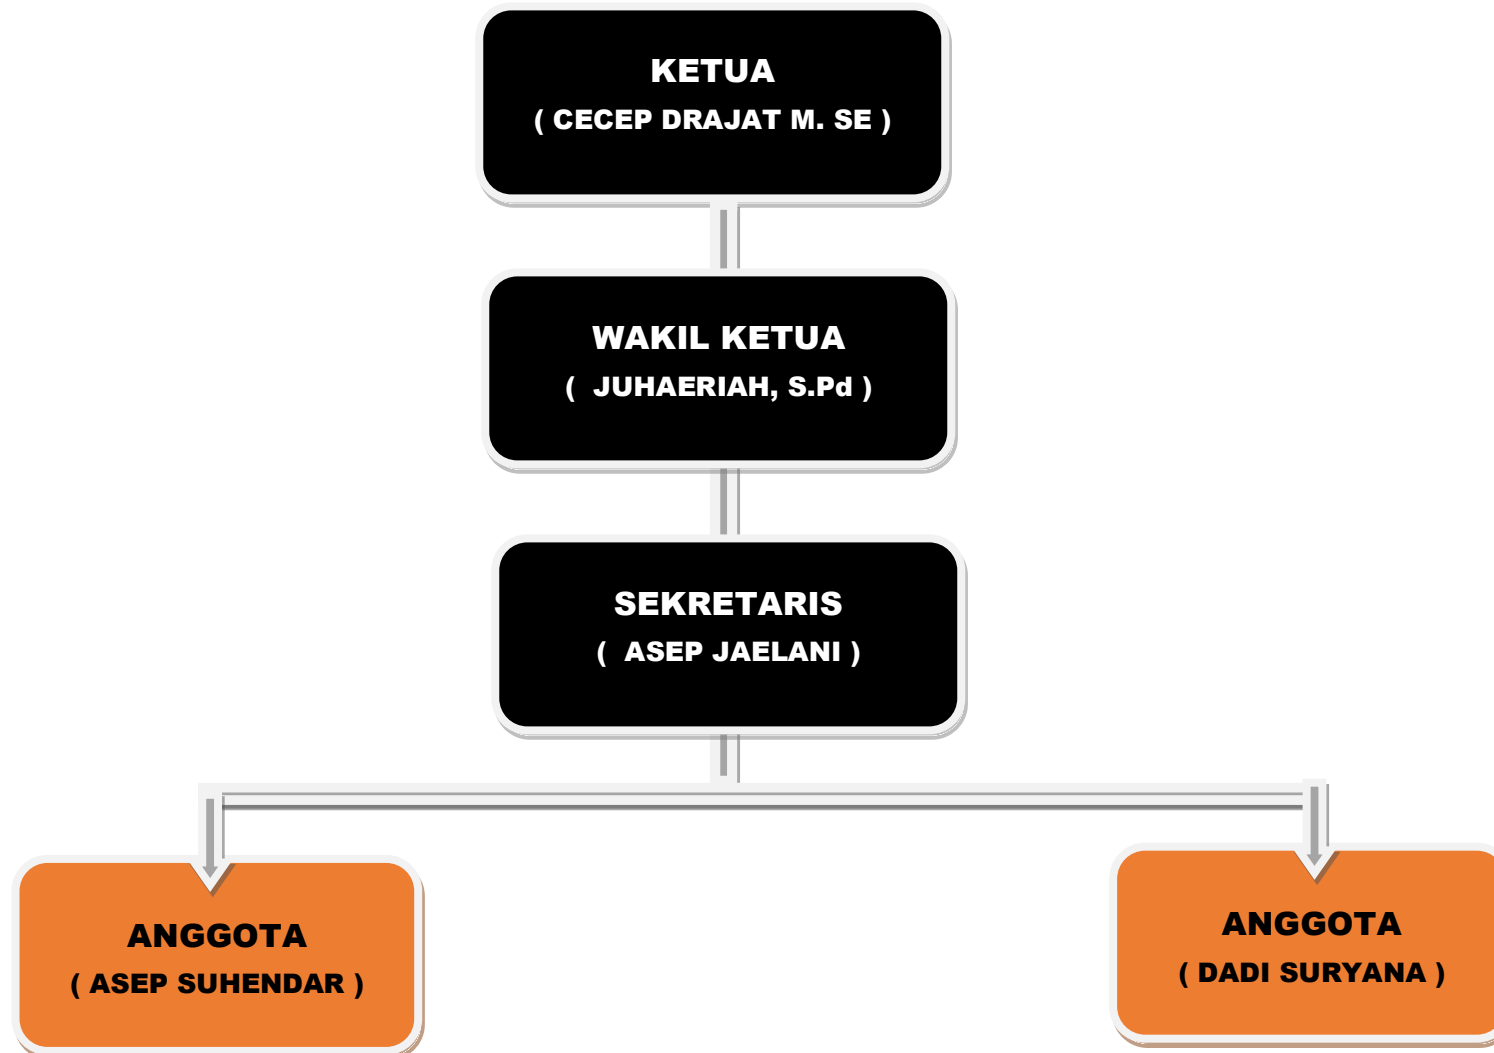 KETUA
( CECEP DRAJAT M. SE )
WAKIL KETUA
( JUHAERIAH, S.Pd )
SEKRETARIS
( ASEP JAELANI )
ANGGOTA
( ASEP SUHENDAR )
ANGGOTA
( DADI SURYANA )